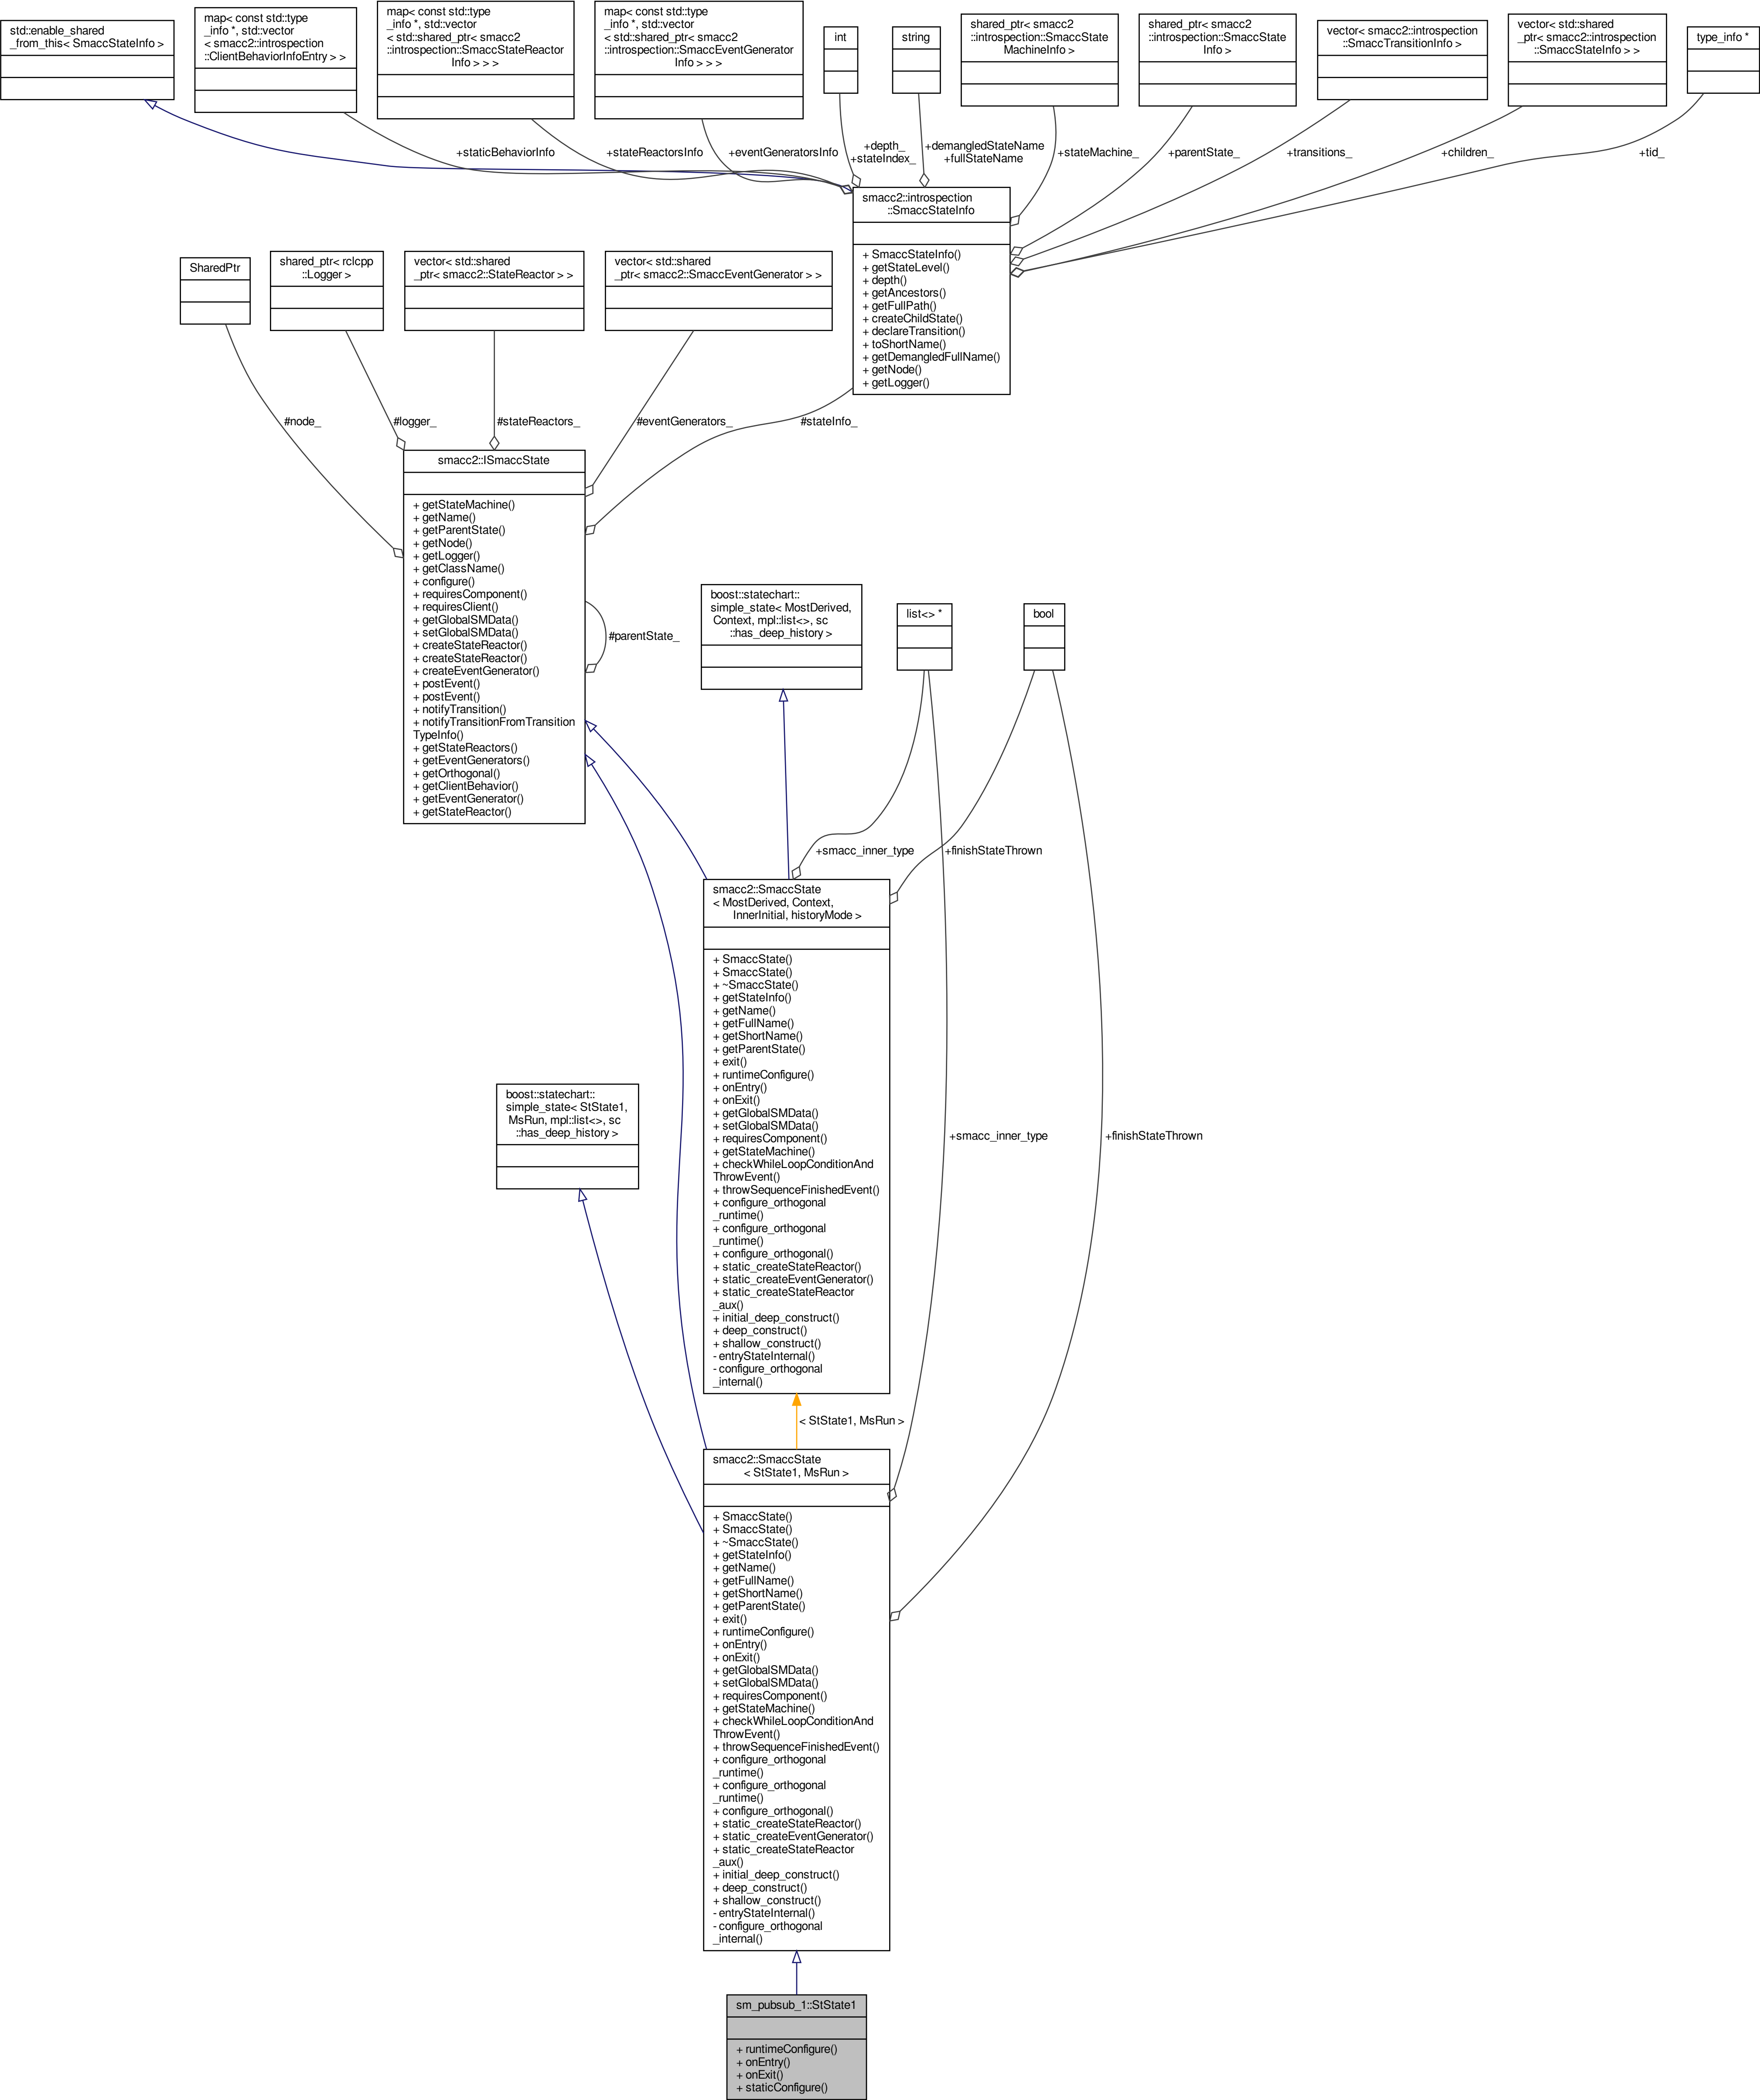 std::enable_shared
_from_this< SmaccStateInfo >
map< const std::type
_info *, std::vector
< smacc2::introspection
::ClientBehaviorInfoEntry > >
map< const std::type
_info *, std::vector
< std::shared_ptr< smacc2
::introspection::SmaccStateReactor
Info > > >
map< const std::type
_info *, std::vector
< std::shared_ptr< smacc2
::introspection::SmaccEventGenerator
Info > > >
int
string
shared_ptr< smacc2
::introspection::SmaccState
MachineInfo >
shared_ptr< smacc2
::introspection::SmaccState
Info >
vector< smacc2::introspection
::SmaccTransitionInfo >
vector< std::shared
_ptr< smacc2::introspection
::SmaccStateInfo > >
type_info *
+staticBehaviorInfo
+stateReactorsInfo
+eventGeneratorsInfo
+depth_
+stateIndex_
+demangledStateName
+fullStateName
+stateMachine_
+parentState_
+transitions_
+children_
+tid_
smacc2::introspection
::SmaccStateInfo
+ SmaccStateInfo()
+ getStateLevel()
+ depth()
+ getAncestors()
+ getFullPath()
+ createChildState()
+ declareTransition()
+ toShortName()
+ getDemangledFullName()
+ getNode()
+ getLogger()
SharedPtr
shared_ptr< rclcpp
::Logger >
vector< std::shared
_ptr< smacc2::StateReactor > >
vector< std::shared
_ptr< smacc2::SmaccEventGenerator > >
#node_
#logger_
#stateReactors_
#eventGenerators_
#stateInfo_
smacc2::ISmaccState
+ getStateMachine()
+ getName()
+ getParentState()
+ getNode()
+ getLogger()
+ getClassName()
+ configure()
+ requiresComponent()
+ requiresClient()
+ getGlobalSMData()
+ setGlobalSMData()
+ createStateReactor()
+ createStateReactor()
+ createEventGenerator()
+ postEvent()
+ postEvent()
+ notifyTransition()
+ notifyTransitionFromTransition
TypeInfo()
+ getStateReactors()
+ getEventGenerators()
+ getOrthogonal()
+ getClientBehavior()
+ getEventGenerator()
+ getStateReactor()
#parentState_
boost::statechart::
simple_state< MostDerived,
Context, mpl::list<>, sc
::has_deep_history >
list<> *
bool
+smacc_inner_type
+finishStateThrown
smacc2::SmaccState
< MostDerived, Context,
InnerInitial, historyMode >
+ SmaccState()
+ SmaccState()
+ ~SmaccState()
+ getStateInfo()
+ getName()
+ getFullName()
+ getShortName()
+ getParentState()
+ exit()
+ runtimeConfigure()
+ onEntry()
+ onExit()
+ getGlobalSMData()
+ setGlobalSMData()
+ requiresComponent()
+ getStateMachine()
+ checkWhileLoopConditionAnd
ThrowEvent()
+ throwSequenceFinishedEvent()
+ configure_orthogonal
_runtime()
+ configure_orthogonal
_runtime()
+ configure_orthogonal()
+ static_createStateReactor()
+ static_createEventGenerator()
+ static_createStateReactor
_aux()
+ initial_deep_construct()
+ deep_construct()
+ shallow_construct()
- entryStateInternal()
- configure_orthogonal
_internal()
boost::statechart::
simple_state< StState1,
MsRun, mpl::list<>, sc
::has_deep_history >
+smacc_inner_type
+finishStateThrown
< StState1, MsRun >
smacc2::SmaccState
< StState1, MsRun >
+ SmaccState()
+ SmaccState()
+ ~SmaccState()
+ getStateInfo()
+ getName()
+ getFullName()
+ getShortName()
+ getParentState()
+ exit()
+ runtimeConfigure()
+ onEntry()
+ onExit()
+ getGlobalSMData()
+ setGlobalSMData()
+ requiresComponent()
+ getStateMachine()
+ checkWhileLoopConditionAnd
ThrowEvent()
+ throwSequenceFinishedEvent()
+ configure_orthogonal
_runtime()
+ configure_orthogonal
_runtime()
+ configure_orthogonal()
+ static_createStateReactor()
+ static_createEventGenerator()
+ static_createStateReactor
_aux()
+ initial_deep_construct()
+ deep_construct()
+ shallow_construct()
- entryStateInternal()
- configure_orthogonal
_internal()
sm_pubsub_1::StState1
+ runtimeConfigure()
+ onEntry()
+ onExit()
+ staticConfigure()